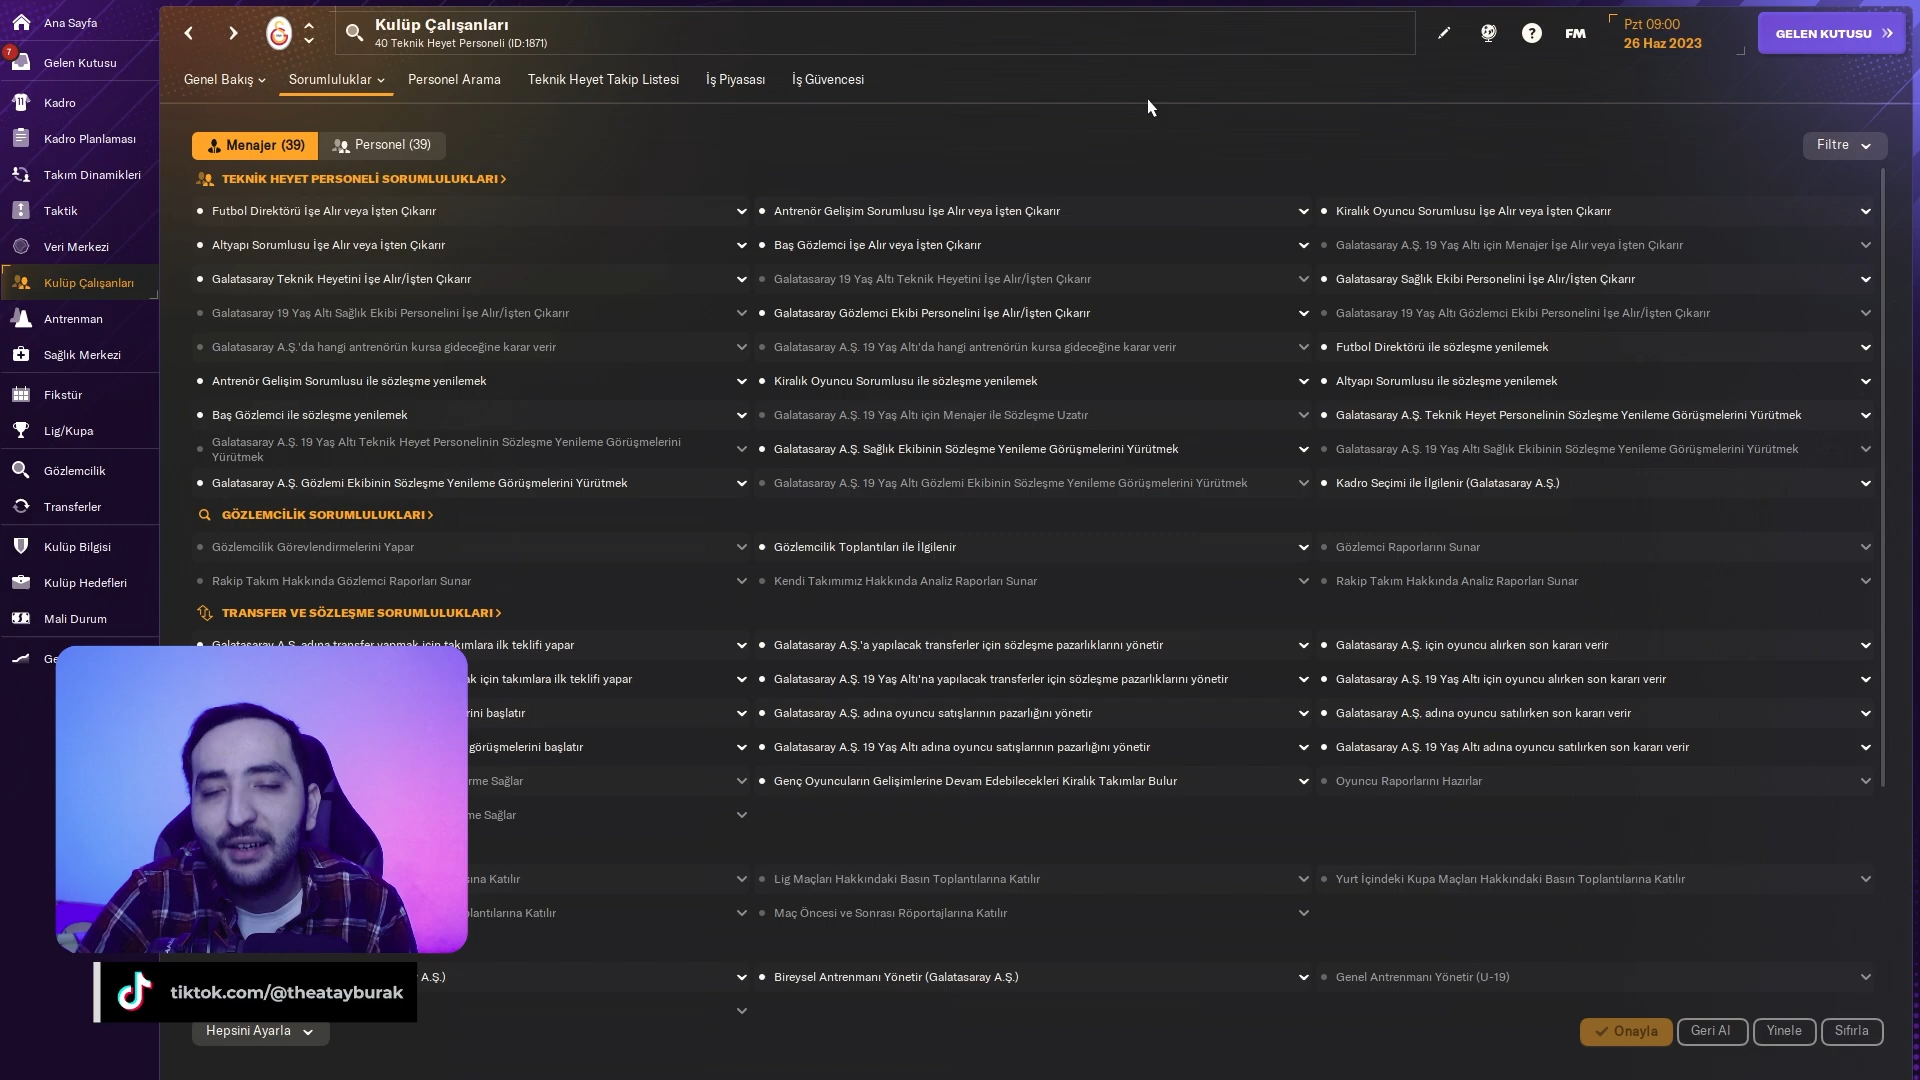 Ana Sayfa
7
Gelen Kutusu
Kadro
Kadro Planlaması
Takım Dinamikleri
Taktik
Veri Merkezi
Kulüp Çalışanları
Antrenman
Sağlık Merkezi
Fikstür
Lig/Kupa
Gözlemcilik
Transferler
Kulüp Bilgisi
Kulüp Hedefleri
Mali Durum
Kulüp Çalışanları
40 Teknik Heyet Personeli (ID:1871)
FM
Pzt 09:00
26 Haz 2023
GELEN KUTUSU
Genel Bakış
Sorumluluklar
Personel Arama
Teknik Heyet Takip Listesi
İş Piyasası
İş Güvencesi
Menajer (39)
Personel (39)
Filtre
TEKNİK HEYET PERSONELİ SORUMLULUKLARI
Futbol Direktörü İşe Alır veya İşten Çıkarır
Antrenör Gelişim Sorumlusu İşe Alır veya İşten Çıkarır
Kiralık Oyuncu Sorumlusu İşe Alır veya İşten Çıkarır
Altyapı Sorumlusu İşe Alır veya İşten Çıkarır
Baş Gözlemci İşe Alır veya İşten Çıkarır
Galatasaray A.Ş. 19 Yaş Altı için Menajer İşe Alır veya İşten Çıkarır
Galatasaray Teknik Heyetini İşe Alır/İşten Çıkarır
Galatasaray 19 Yaş Altı Teknik Heyetini İşe Alır/İşten Çıkarır
Galatasaray Sağlık Ekibi Personelini İşe Alır/İşten Çıkarır
Galatasaray 19 Yaş Altı Sağlık Ekibi Personelini İşe Alır/İşten Çıkarır
Galatasaray Gözlemci Ekibi Personelini İşe Alır/İşten Çıkarır
Galatasaray 19 Yaş Altı Gözlemci Ekibi Personelini İşe Alır/İşten Çıkarır
Galatasaray A.Ş.'da hangi antrenörün kursa gideceğine karar verir
Galatasaray A.Ş. 19 Yaş Altı'da hangi antrenörün kursa gideceğine karar verir
Futbol Direktörü ile sözleşme yenilemek
Antrenör Gelişim Sorumlusu ile sözleşme yenilemek
Kiralık Oyuncu Sorumlusu ile sözleşme yenilemek
Altyapı Sorumlusu ile sözleşme yenilemek
Baş Gözlemci ile sözleşme yenilemek
Galatasaray A.Ş. 19 Yaş Altı için Menajer ile Sözleşme Uzatır
Galatasaray A.Ş. Teknik Heyet Personelinin Sözleşme Yenileme Görüşmelerini Yürütmek
Galatasaray A.Ş. 19 Yaş Altı Teknik Heyet Personelinin Sözleşme Yenileme Görüşmelerini
Yürütmek
Galatasaray A.Ş. Sağlık Ekibinin Sözleşme Yenileme Görüşmelerini Yürütmek
Galatasaray A.Ş. 19 Yaş Altı Sağlık Ekibinin Sözleşme Yenileme Görüşmelerini Yürütmek
Galatasaray A.Ş. Gözlemi Ekibinin Sözleşme Yenileme Görüşmelerini Yürütmek
Galatasaray A.Ş. 19 Yaş Altı Gözlemi Ekibinin Sözleşme Yenileme Görüşmelerini Yürütmek
Kadro Seçimi ile İlgilenir (Galatasaray A.Ş.)
GÖZLEMCİLİK SORUMLULUKLARI
Gözlemcilik Görevlendirmelerini Yapar
Gözlemcilik Toplantıları ile İlgilenir
Gözlemci Raporlarını Sunar
Rakip Takım Hakkında Gözlemci Raporları Sunar
Kendi Takımımız Hakkında Analiz Raporları Sunar
Rakip Takım Hakkında Analiz Raporları Sunar
TRANSFER VE SÖZLEŞME SORUMLULUKLARI
Galatasaray A.Ş. adına transfer yapmak için takımlara ilk teklifi yapar
Galatasaray A.Ş.'a yapılacak transferler için sözleşme pazarlıklarını yönetir
Galatasaray A.Ş. için oyuncu alırken son kararı verir
için takımlara ilk teklifi yapar
Galatasaray A.Ş. 19 Yaş Altı'na yapılacak transferler için sözleşme pazarlıklarını yönetir
Galatasaray A.Ş. 19 Yaş Altı için oyuncu alırken son kararı verir
başlatır
Galatasaray A.Ş. adına oyuncu satışlarının pazarlığını yönetir
Galatasaray A.Ş. adına oyuncu satılırken son kararı verir
görüşmelerini başlatır
Galatasaray A.Ş. 19 Yaş Altı adına oyuncu satışlarının pazarlığını yönetir
Galatasaray A.Ş. 19 Yaş Altı adına oyuncu satılırken son kararı verir
Sağlar
Genç Oyuncuların Gelişimlerine Devam Edebilecekleri Kiralık Takımlar Bulur
Oyuncu Raporlarını Hazırlar
Sağlar
Katılır
Lig Maçları Hakkındaki Basın Toplantılarına Katılır
Yurt İçindeki Kupa Maçları Hakkındaki Basın Toplantılarına Katılır
Katılır
Maç Öncesi ve Sonrası Röportajlarına Katılır
A.Ş.)
Bireysel Antrenmanı Yönetir (Galatasaray A.Ş.)
Genel Antrenmanı Yönetir (U-19)
tiktok.com/@theatayburak
Hepsini Ayarla
Onayla
Geri Al
Yinele
Sıfırla